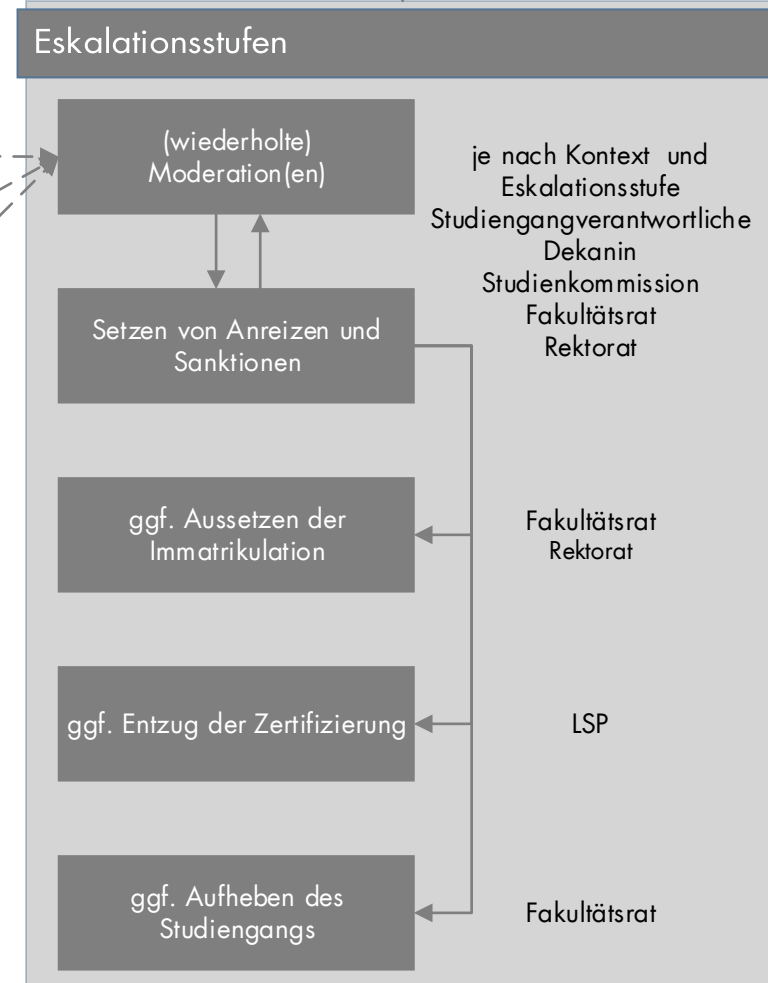 Eskalationsstufen
(wiederholte)
Moderation(en)
je nach Kontext und
Eskalationsstufe
Studiengangverantwortliche
Dekanin
Studienkommission
Fakultätsrat
Rektorat
Setzen von Anreizen und
Sanktionen
ggf. Aussetzen der
Immatrikulation
Fakultätsrat
Rektorat
ggf. Entzug der Zertifizierung
LSP
ggf. Aufheben des
Studiengangs
Fakultätsrat